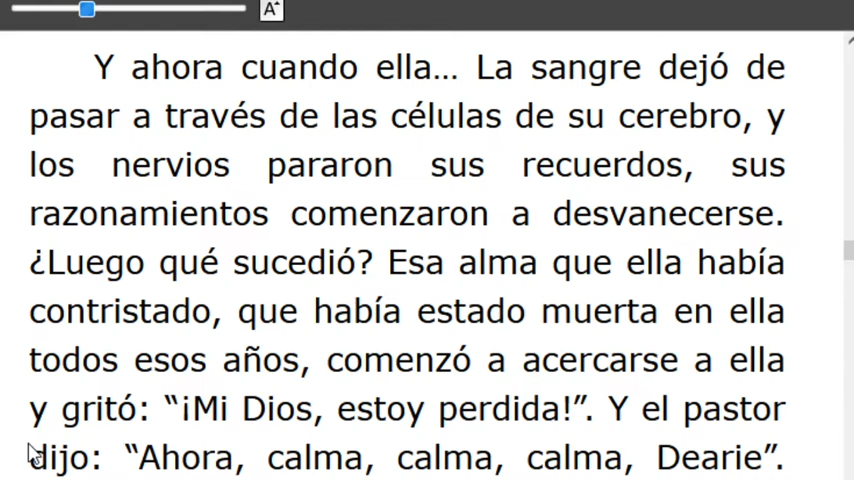 A
Y ahora cuando ella... La sangre dejó de
pasar a través de las células de su cerebro, y
los nervios pararon sus recuerdos, sus
razonamientos comenzaron a desvanecerse.
¿Luego qué sucedió? Esa alma que ella había
contristado, que había estado muerta en ella
todos esos años, comenzó a acercarse a ella
y gritó: “¡Mi Dios, estoy perdida!”. Y el pastor
dijo: “Ahora, calma, calma, calma, Dearie”.